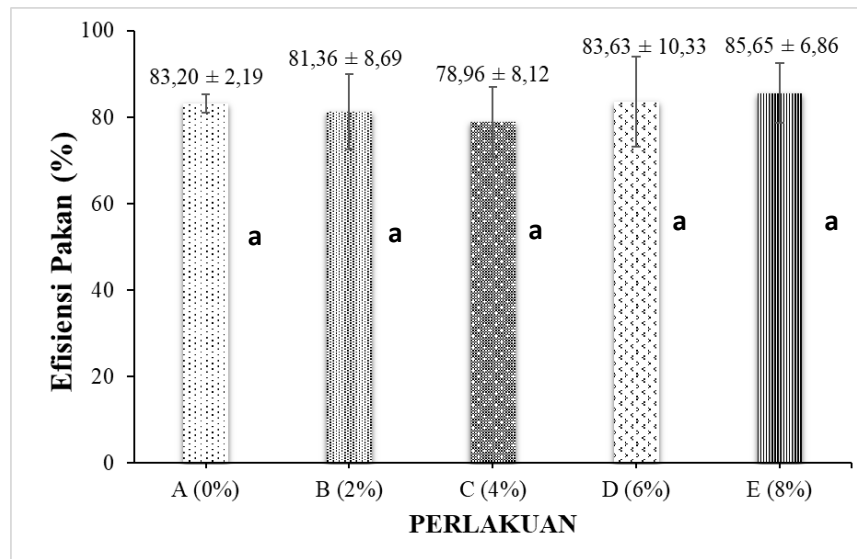 100
80
60
40
20
0
Efisiensi Pakan (%)
83,20 ± 2,19
81,36 ± 8,69
78,96 ± 8,12
83,63 ± 10,33
85,65 ± 6,86
a
a
a
a
a
A (0%)
B (2%)
C (4%)
D (6%)
E (8%)
PERLAKUAN